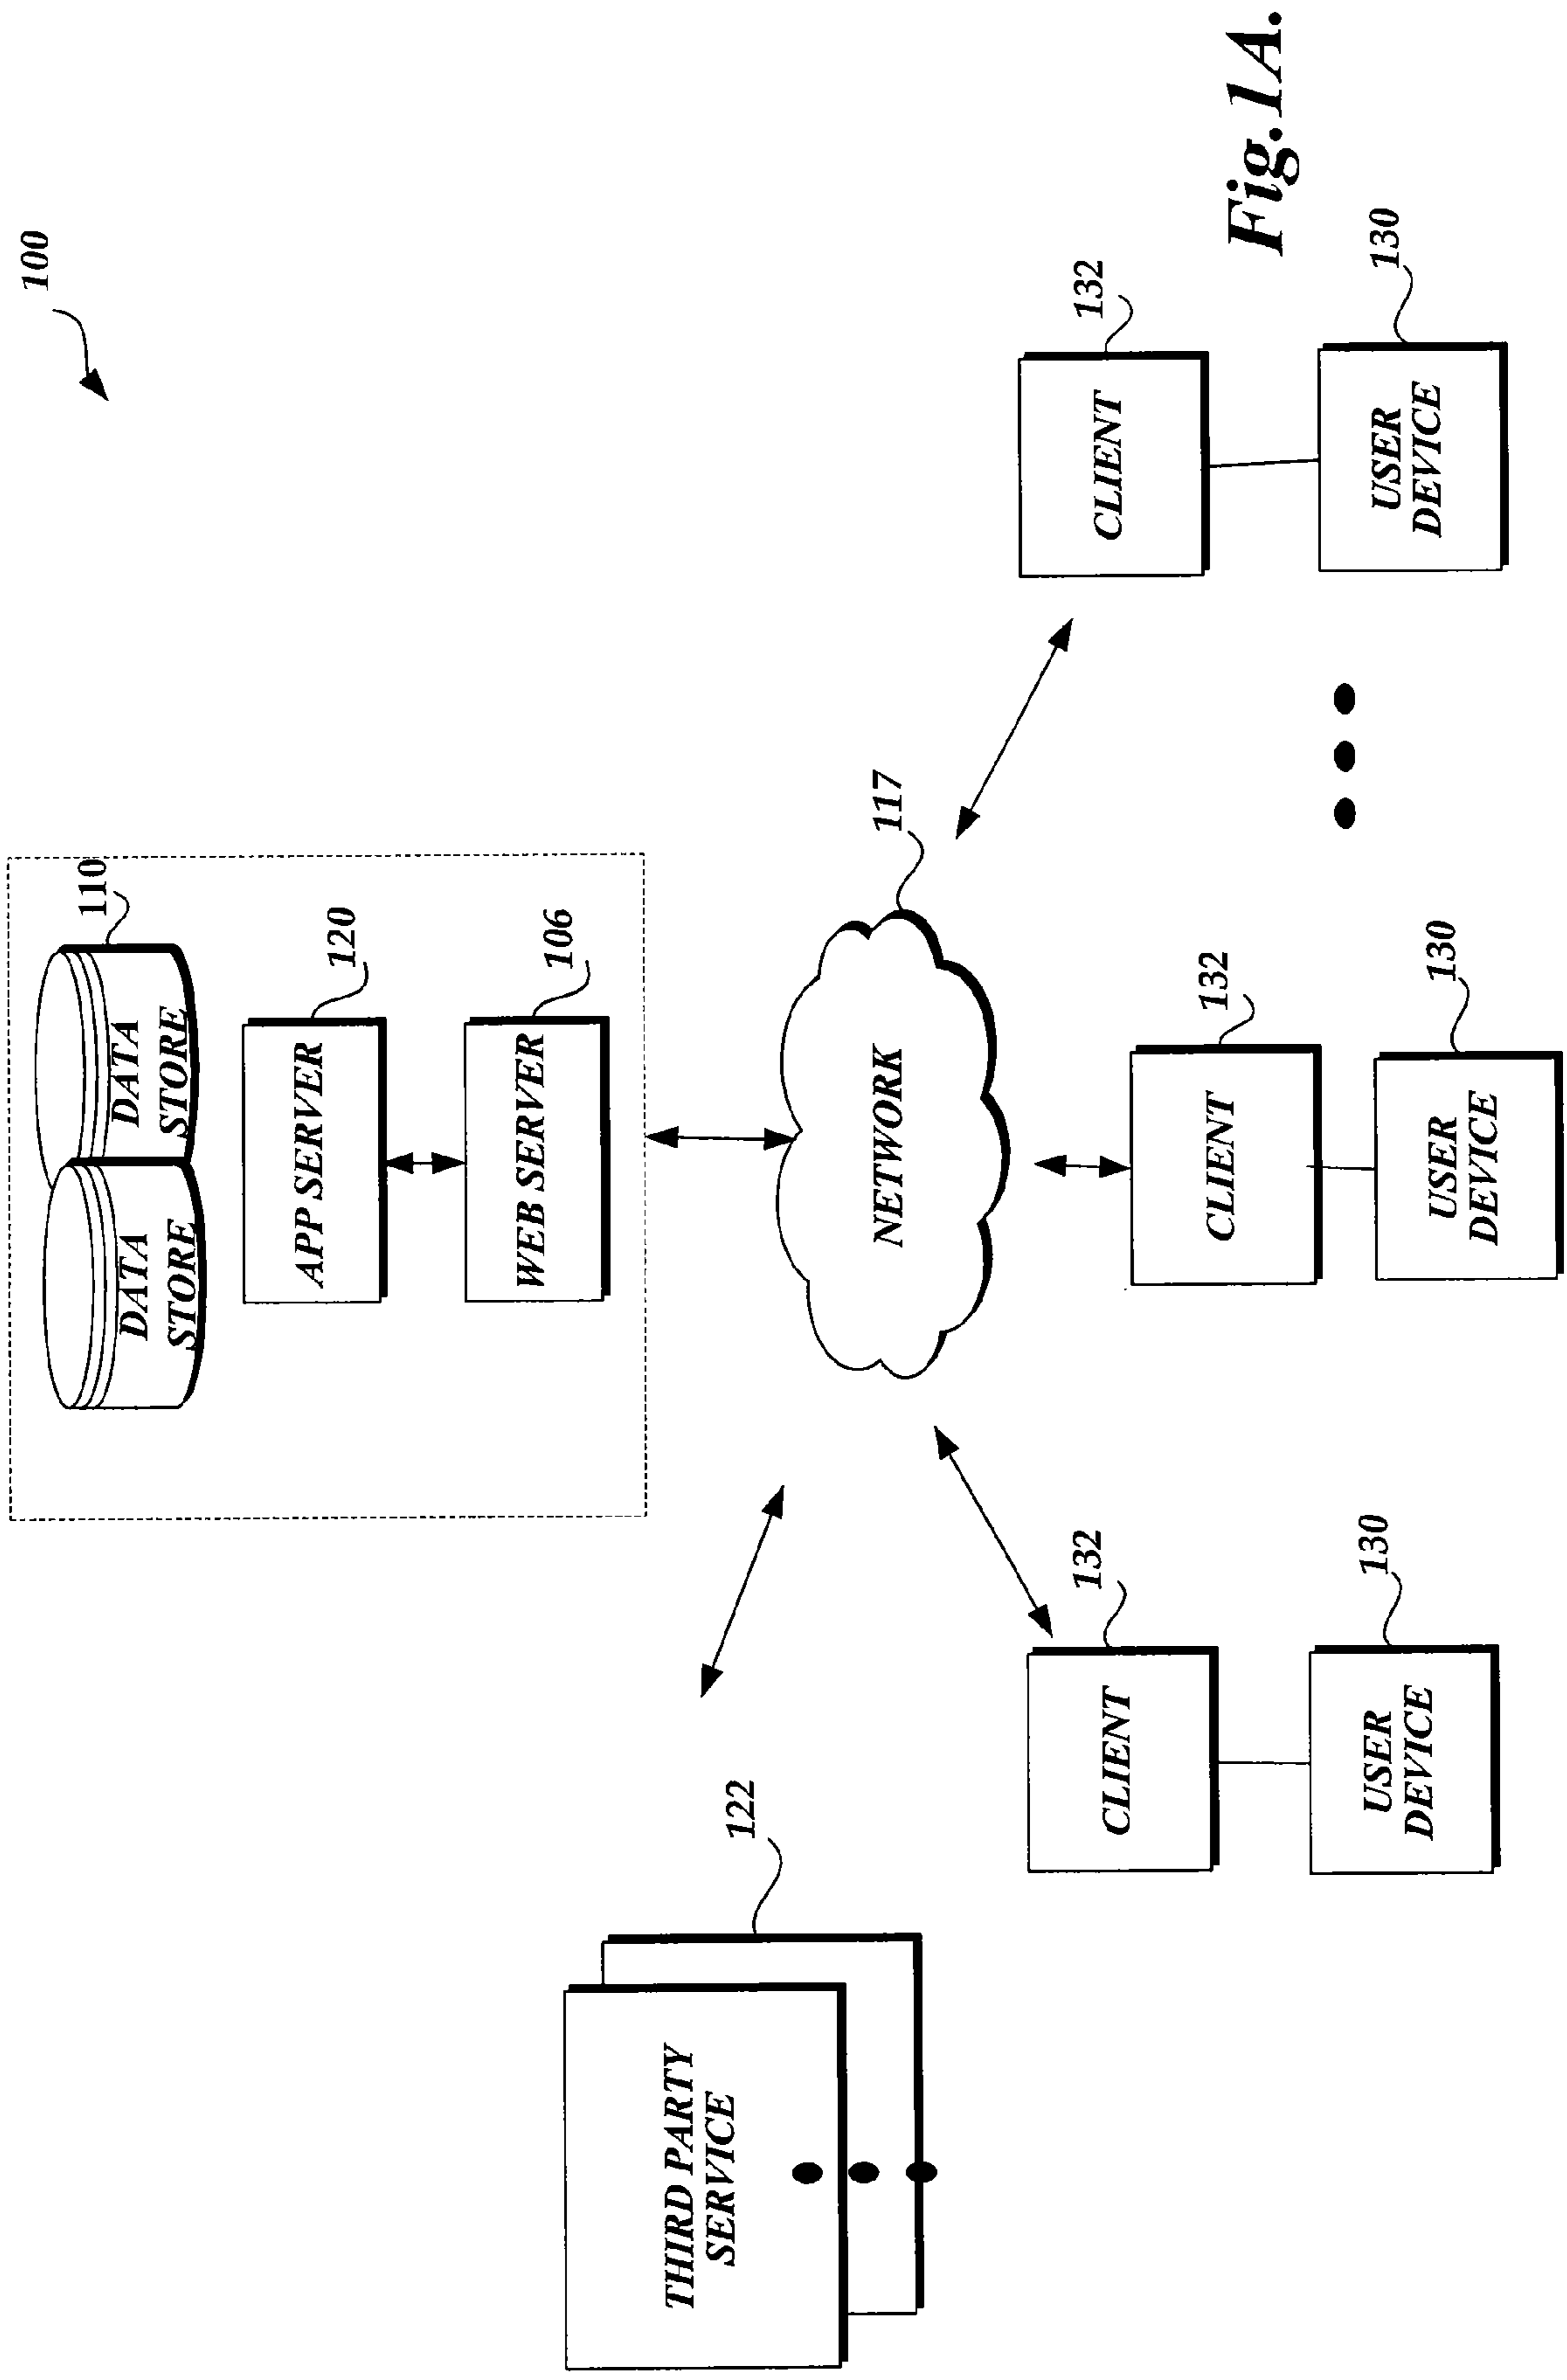 100
110
DATA
STORE
DATA
STORE
120
APP SERVER
106
WEB SERVER
117
NETWORK
122
THIRD PARTY
SERVICE
132
CLIENT
130
USER
DEVICE
132
CLIENT
130
USER
DEVICE
132
CLIENT
130
USER
DEVICE
Fig.1A.